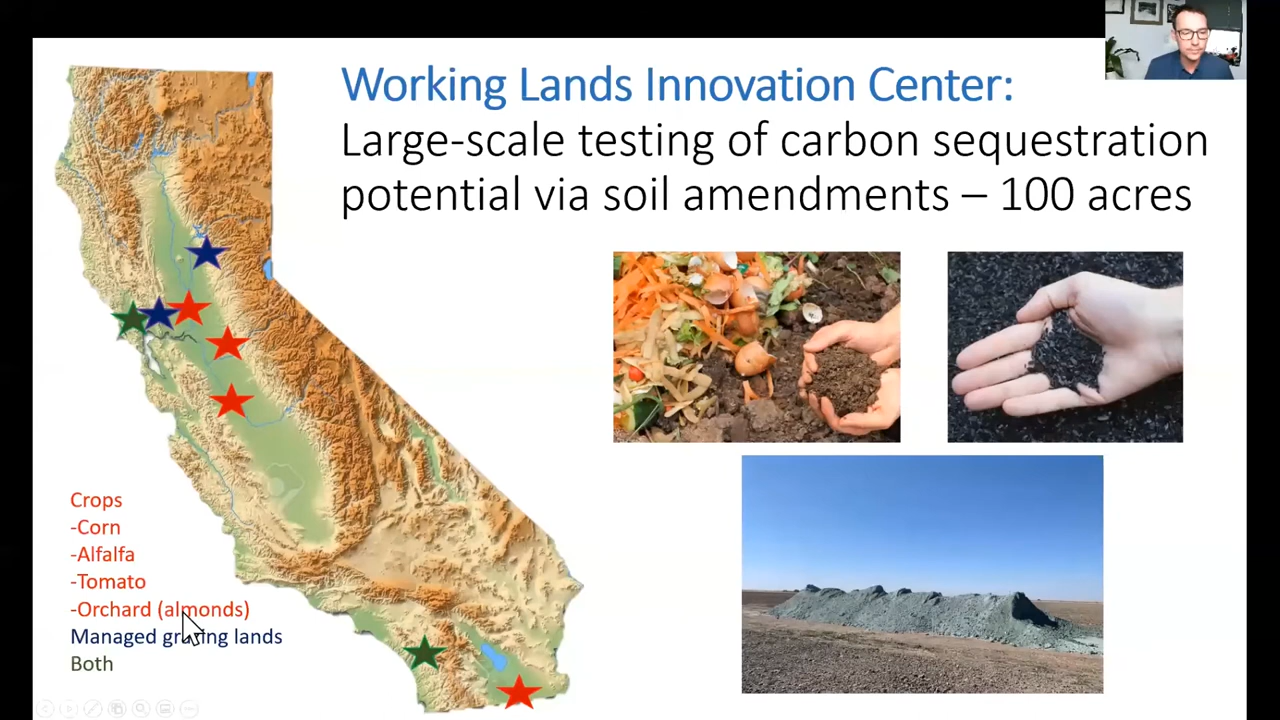 Working Lands Innovation Center:
Large-scale testing of carbon sequestration
potential via soil amendments – 100 acres
Crops
-Corn
-Alfalfa
-Tomato
-Orchard (almonds)
Managed grazing lands
Both